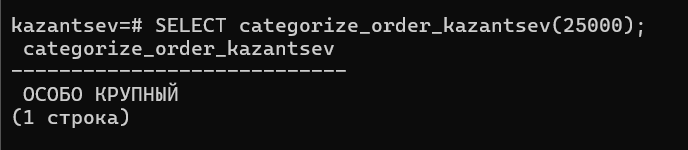 kazantsev=# SELECT categorize_order_kazantsev(25000);
categorize_order_kazantsev
----------------------------
ОСОБО КРУПНЫЙ
(1 строка)